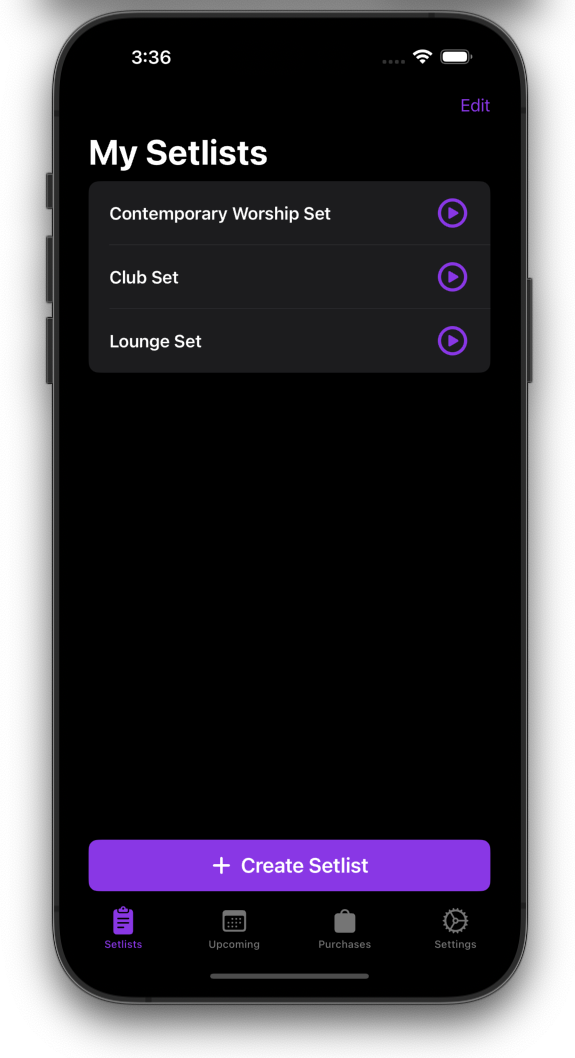 3:36
Edit
My Setlists
Contemporary Worship Set
Club Set
Lounge Set
+ Create Setlist
Setlists
Upcoming
Purchases
Settings